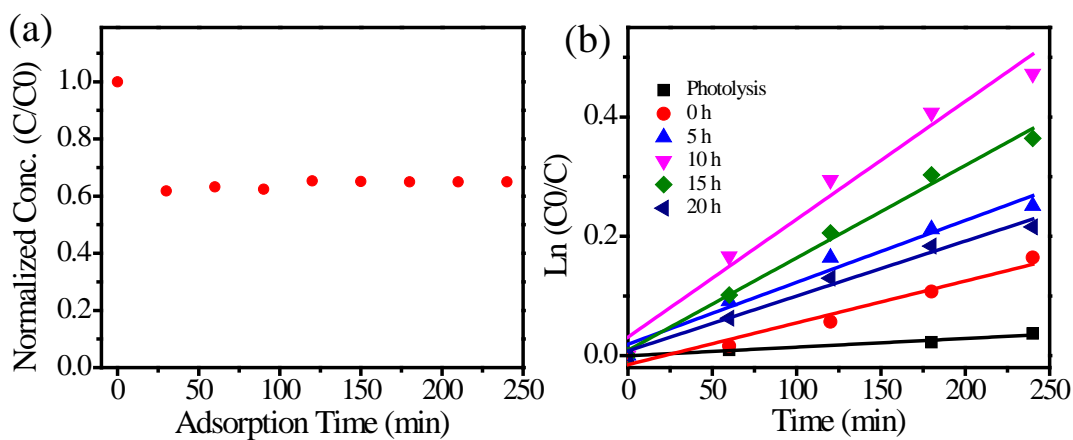 (a)
Normalized Conc. (C/C0)
1.0
0.8
0.6
0.4
0.2
0.0
0 50 100 150 200 250
Adsorption Time (min)
(b)
Ln (C0/C)
0.4
0.2
0.0
Photolysis
0 h
5 h
10 h
15 h
20 h
0 50 100 150 200 250
Time (min)